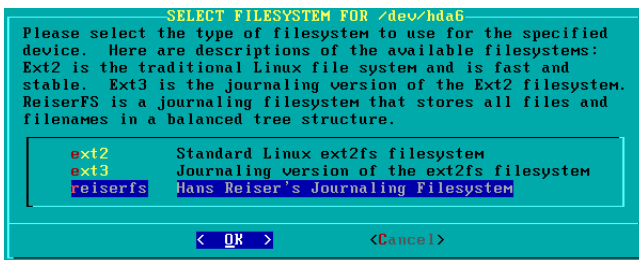 SELECT FILESYSTEM FOR /dev/hda6
Please select the type of filesystem to use for the specified
device.  Here are descriptions of the available filesystems:
Ext2 is the traditional Linux file system and is fast and
stable.  Ext3 is the journaling version of the Ext2 filesystem.
ReiserFS is a journaling filesystem that stores all files and
filenames in a balanced tree structure.
ext2 Standard Linux ext2fs filesystem
ext3 Journaling version of the ext2fs filesystem
reiserfs Hans Reiser's Journaling Filesystem
< OK > <Cancel>